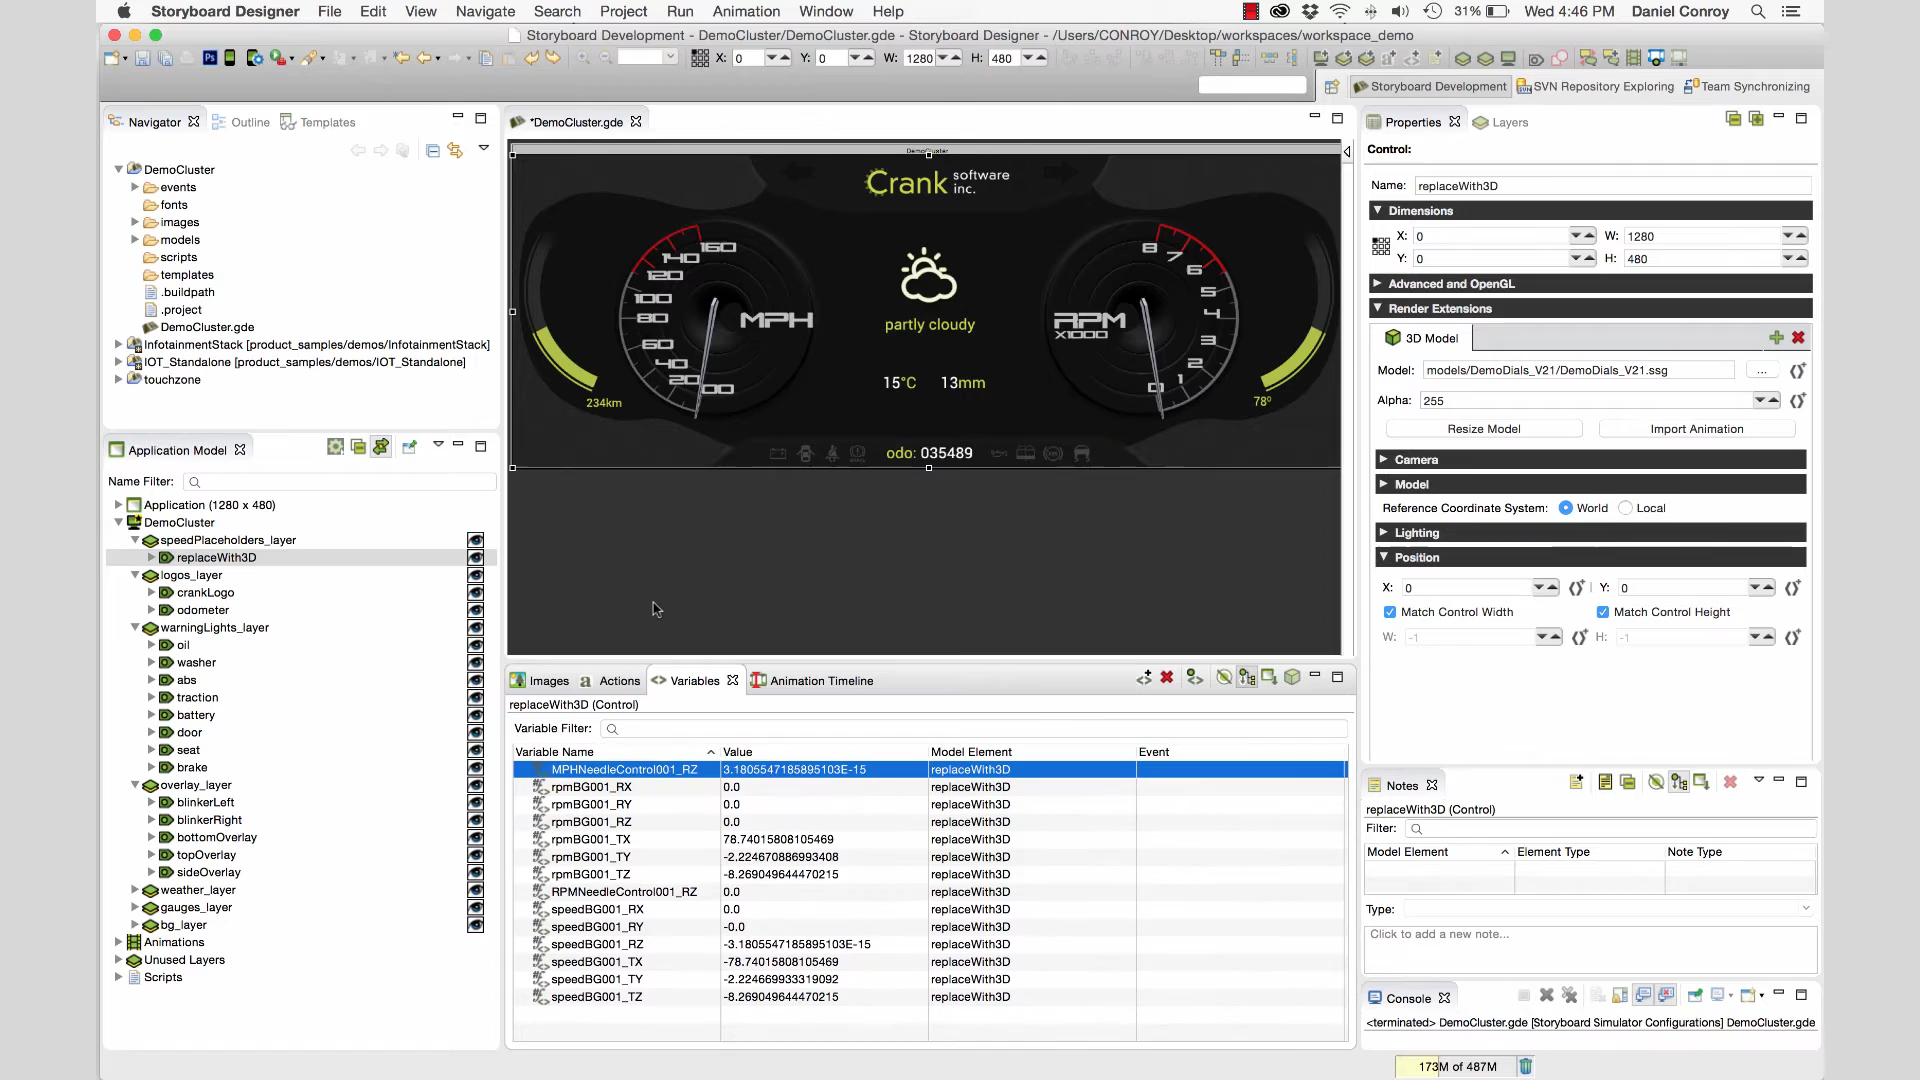 Storyboard Designer File Edit View Navigate Search Project Run Animation Window Help 31% Wed 4:46 PM Daniel Conroy
Storyboard Development - DemoCluster/DemoCluster.gde - Storyboard Designer - /Users/CONROY/Desktop/workspaces/workspace_demo
X: 0 Y: 0 W: 1280 H: 480
Storyboard Development SVN Repository Exploring Team Synchronizing
Navigator Outline Templates
DemoCluster
events
fonts
images
models
scripts
templates
.buildpath
.project
DemoCluster.gde
InfotainmentStack [product_samples/demos/InfotainmentStack]
IOT_Standalone [product_samples/demos/IOT_Standalone]
touchzone
Application Model
Name Filter:
Application (1280 x 480)
DemoCluster
speedPlaceholders_layer
replaceWith3D
logos_layer
crankLogo
odometer
warningLights_layer
oil
washer
abs
traction
battery
door
seat
brake
overlay_layer
blinkerLeft
blinkerRight
bottomOverlay
topOverlay
sideOverlay
weather_layer
gauges_layer
bg_layer
Animations
Unused Layers
Scripts
*DemoCluster.gde
DemoCluster
Crank software inc.
160
140
120
100
80
60
40
20
00
MPH
234km
partly cloudy
15°C 13mm
odo: 035489
8
7
6
5
4
3
2
1
0
RPM
X1000
78°
Images Actions Variables Animation Timeline
replaceWith3D (Control)
Variable Filter:
Variable Name Value Model Element Event
MPHNeedleControl001_RZ 3.1805547185895103E-15 replaceWith3D
rpmBG001_RX 0.0 replaceWith3D
rpmBG001_RY 0.0 replaceWith3D
rpmBG001_RZ 0.0 replaceWith3D
rpmBG001_TX 78.74015808105469 replaceWith3D
rpmBG001_TY -2.224670886993408 replaceWith3D
rpmBG001_TZ -8.269049644470215 replaceWith3D
RPMNeedleControl001_RZ 0.0 replaceWith3D
speedBG001_RX 0.0 replaceWith3D
speedBG001_RY -0.0 replaceWith3D
speedBG001_RZ -3.1805547185895103E-15 replaceWith3D
speedBG001_TX -78.74015808105469 replaceWith3D
speedBG001_TY -2.224669933319092 replaceWith3D
speedBG001_TZ -8.269049644470215 replaceWith3D
Properties Layers
Control:
Name: replaceWith3D
Dimensions
X: 0 W: 1280
Y: 0 H: 480
Advanced and OpenGL
Render Extensions
3D Model
Model: models/DemoDials_V21/DemoDials_V21.ssg ...
Alpha: 255
Resize Model Import Animation
Camera
Model
Reference Coordinate System: World Local
Lighting
Position
X: 0 Y: 0
Match Control Width Match Control Height
W: -1 H: -1
Notes
replaceWith3D (Control)
Filter:
Model Element Element Type Note Type
Type:
Click to add a new note...
Console
<terminated> DemoCluster.gde [Storyboard Simulator Configurations] DemoCluster.gde
173M of 487M